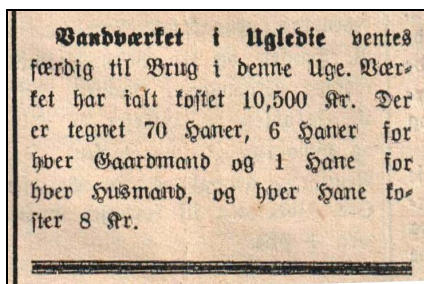 Vandværket i Ugledie ventes
færdig til Brug i denne Uge. Vær-
ket har ialt kostet 10,500 Kr. Der
er tegnet 70 Haner, 6 Haner for
hver Gaardmand og 1 Hane for
hver Husmand, og hver Hane ko-
ster 8 Kr.